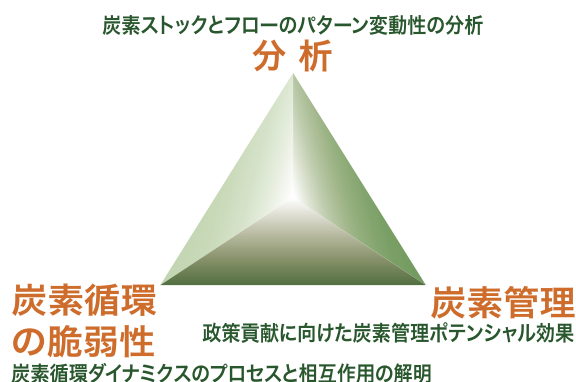 炭素ストックとフローのパターン変動性の分析
分 析
炭素循環
の脆弱性
炭素循環ダイナミクスのプロセスと相互作用の解明
炭素管理
政策貢献に向けた炭素管理ポテンシャル効果